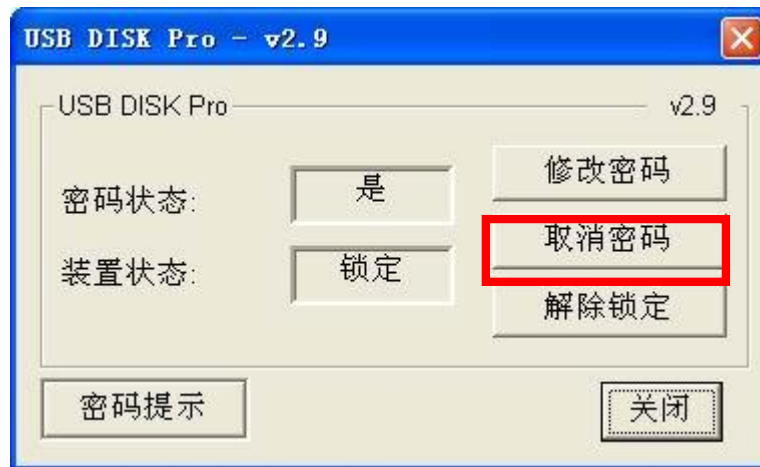 USB DISK Pro - v2.9
USB DISK Pro v2.9
密码状态: 是 修改密码
取消密码
装置状态: 锁定
解除锁定
密码提示 关闭